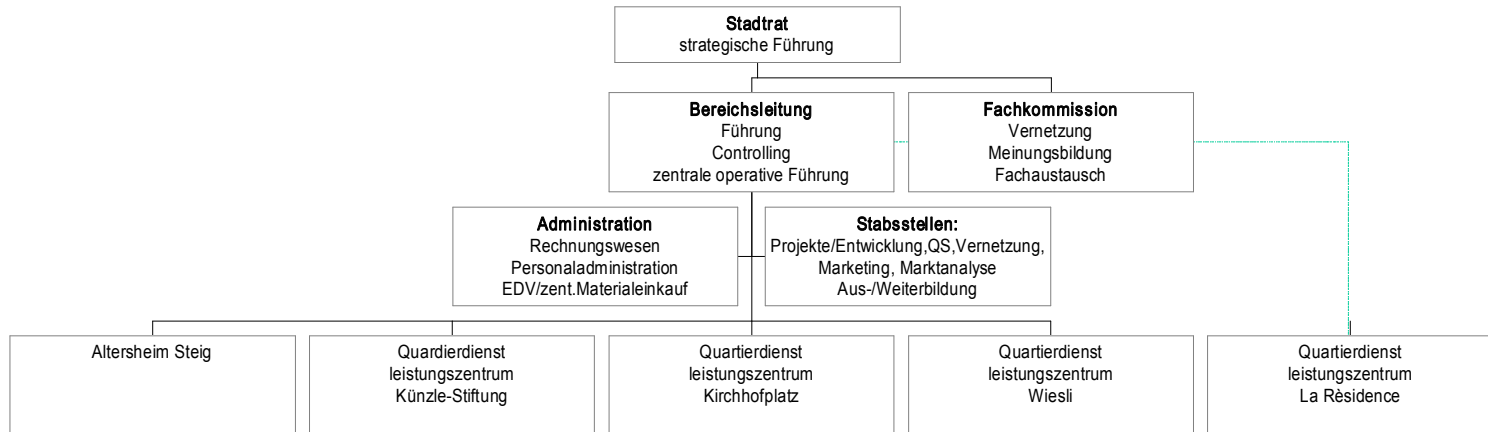 Stadtrat
strategische Führung
Bereichsleitung
Führung
Controlling
zentrale operative Führung
Fachkommission
Vernetzung
Meinungsbildung
Fachaustausch
Administration
Rechnungswesen
Personaladministration
EDV/zent.Materialeinkauf
Stabsstellen:
Projekte/Entwicklung,QS,Vernetzung,
Marketing, Marktanalyse
Aus-/Weiterbildung
Altersheim Steig
Quardierdienst
leistungszentrum
Künzle-Stiftung
Quartierdienst
leistungszentrum
Kirchhofplatz
Quartierdienst
leistungszentrum
Wiesli
Quartierdienst
leistungszentrum
La Rèsidence